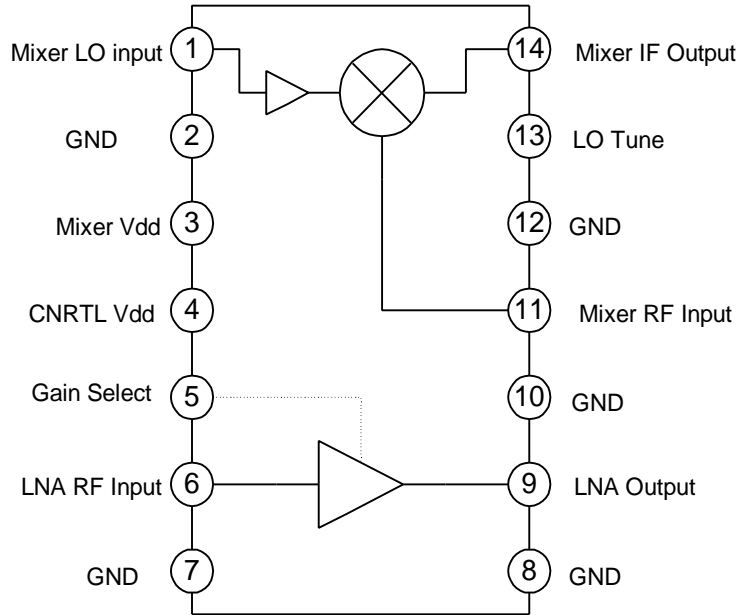 Mixer LO input 1 14 Mixer IF Output
GND 2 13 LO Tune
Mixer Vdd 3 12 GND
CNRTL Vdd 4 11 Mixer RF Input
Gain Select 5 10 GND
LNA RF Input 6 9 LNA Output
GND 7 8 GND